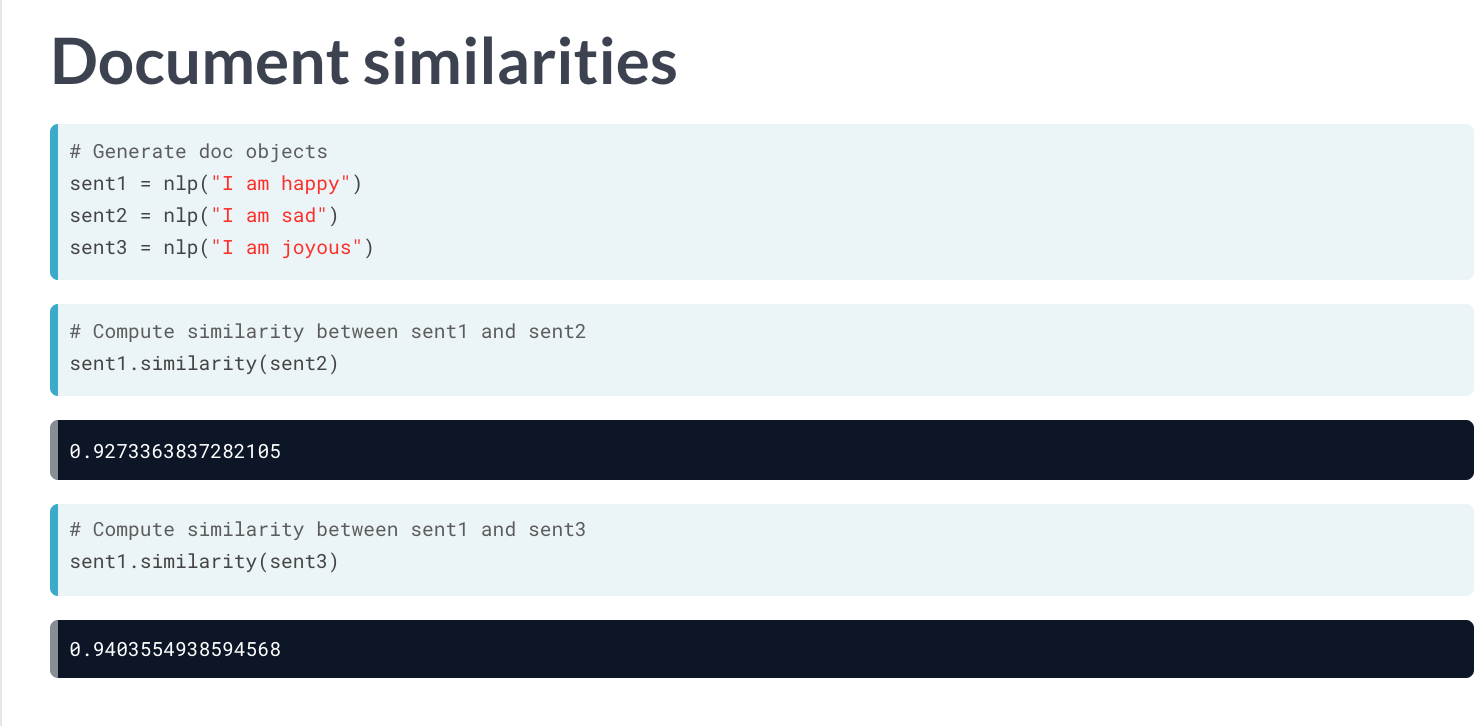 Document similarities
# Generate doc objects
sent1 = nlp("I am happy")
sent2 = nlp("I am sad")
sent3 = nlp("I am joyous")
# Compute similarity between sent1 and sent2
sent1.similarity(sent2)
0.9273363837282105
# Compute similarity between sent1 and sent3
sent1.similarity(sent3)
0.9403554938594568